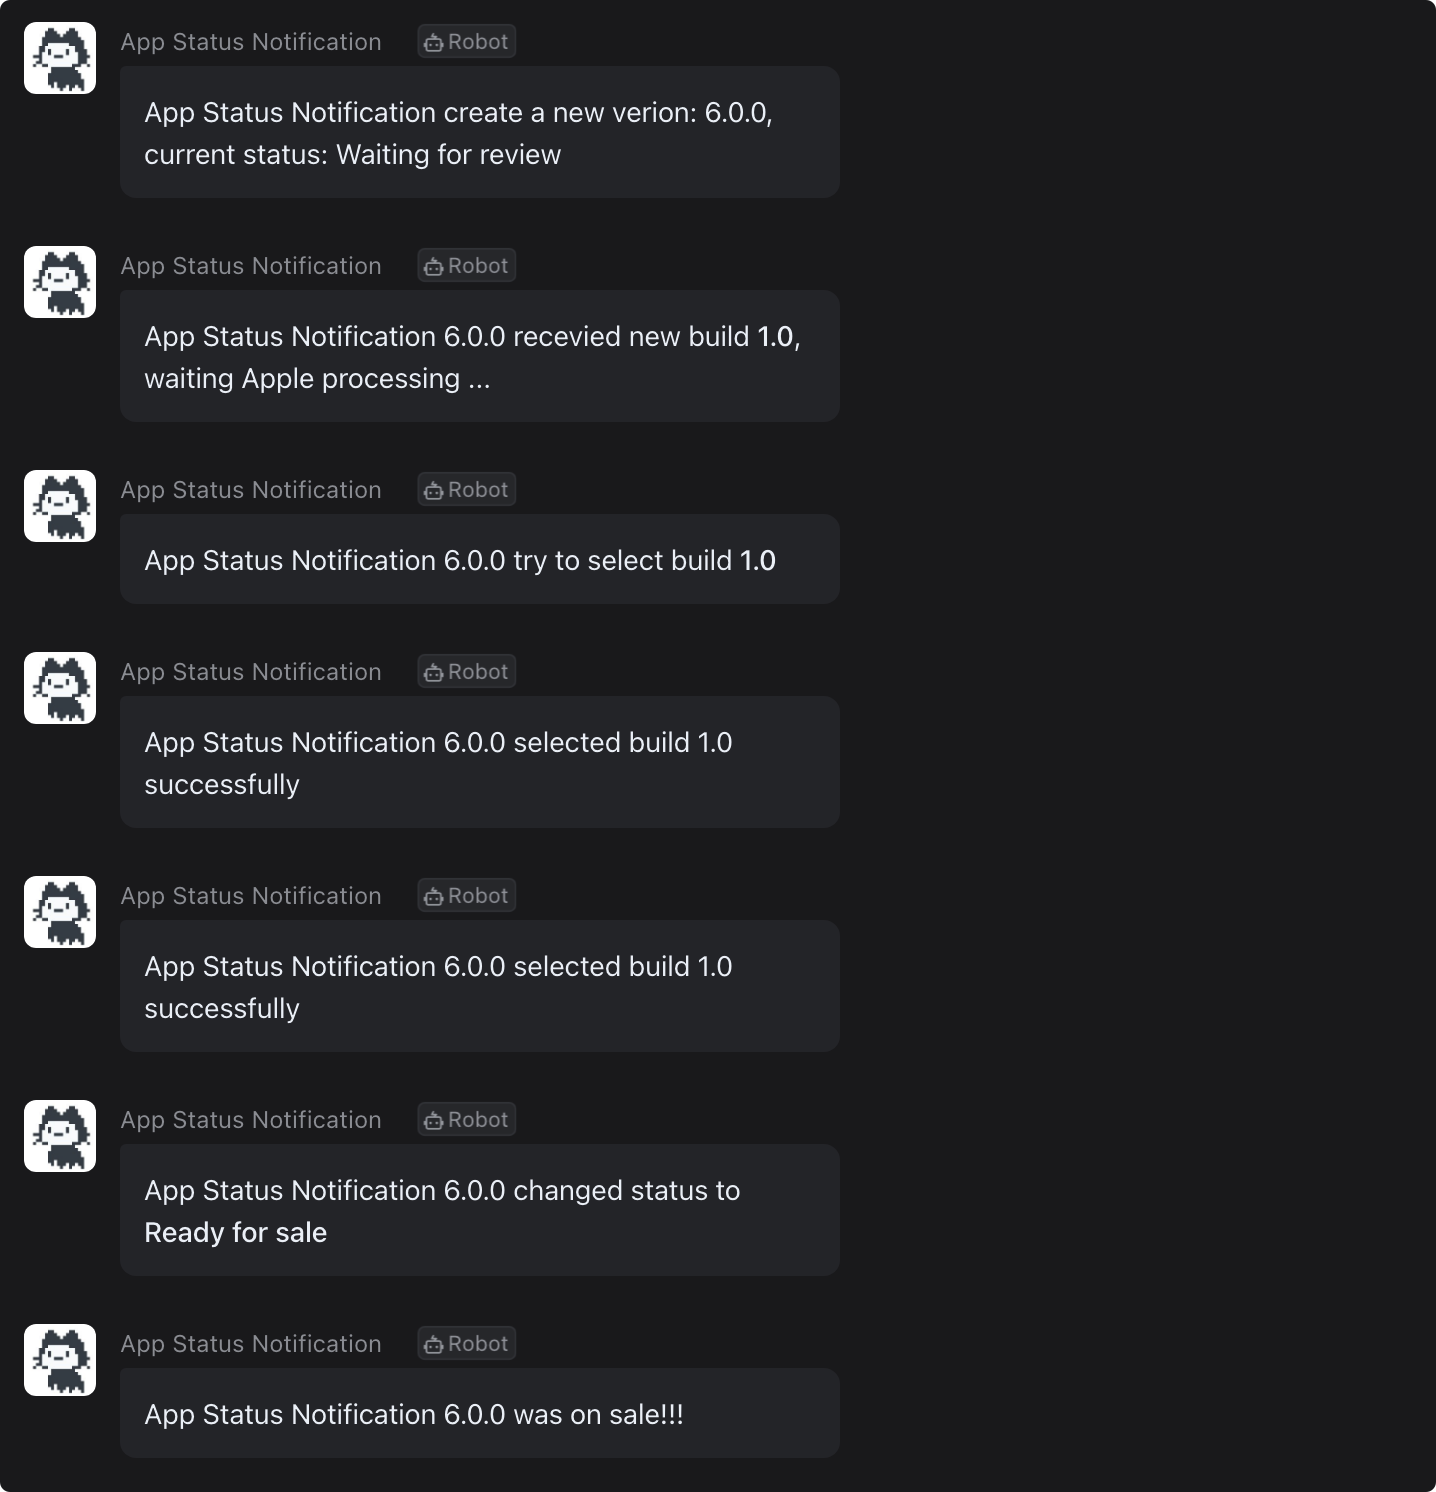 App Status Notification Robot
App Status Notification create a new verion: 6.0.0,
current status: Waiting for review
App Status Notification Robot
App Status Notification 6.0.0 recevied new build 1.0,
waiting Apple processing ...
App Status Notification Robot
App Status Notification 6.0.0 try to select build 1.0
App Status Notification Robot
App Status Notification 6.0.0 selected build 1.0
successfully
App Status Notification Robot
App Status Notification 6.0.0 selected build 1.0
successfully
App Status Notification Robot
App Status Notification 6.0.0 changed status to
Ready for sale
App Status Notification Robot
App Status Notification 6.0.0 was on sale!!!